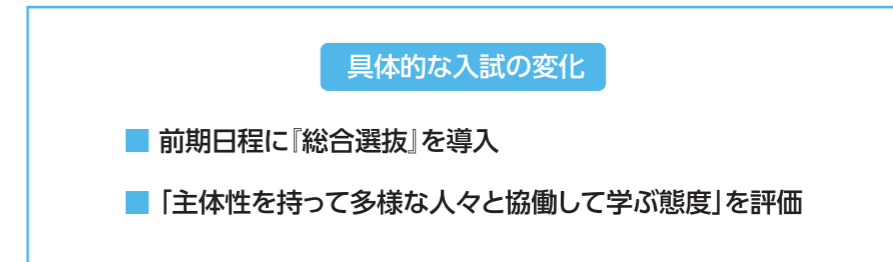 具体的な入試の変化
■ 前期日程に『総合選抜』を導入
■ 「主体性を持って多様な人々と協働して学ぶ態度」を評価